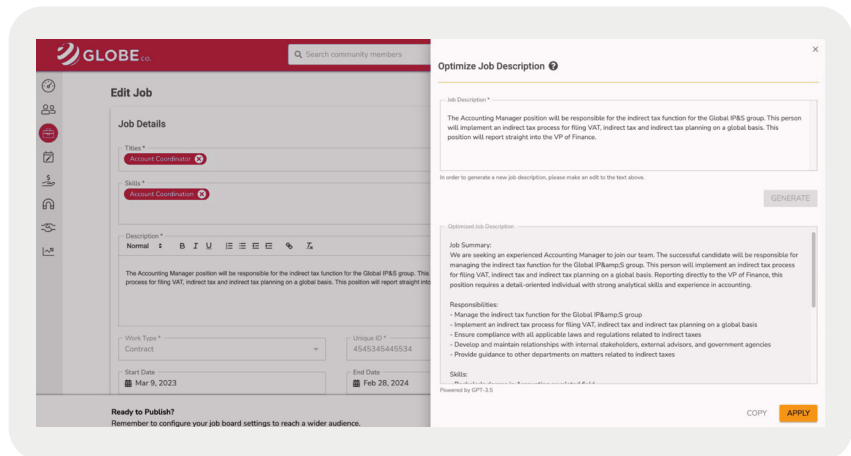 GLOBE co.
Search community members
Edit Job
Job Details
Titles *
Account Coordinator
Skills *
Account Coordination
Description *
Normal B I U
The Accounting Manager position will be responsible for the indirect tax function for the Global IP&S group. This
process for filing VAT, indirect tax and indirect tax planning on a global basis. This position will report straight into
Work Type *
Contract
Unique ID *
4545345445534
Start Date
Mar 9, 2023
End Date
Feb 28, 2024
Ready to Publish?
Remember to configure your job board settings to reach a wider audience.
Optimize Job Description
Job Description *
The Accounting Manager position will be responsible for the indirect tax function for the Global IP&S group. This person
will implement an indirect tax process for filing VAT, indirect tax and indirect tax planning on a global basis. This
position will report straight into the VP of Finance.
In order to generate a new job description, please make an edit to the text above.
GENERATE
Optimized Job Description
Job Summary:
We are seeking an experienced Accounting Manager to join our team. The successful candidate will be responsible for
managing the indirect tax function for the Global IP&amp;S group. This person will implement an indirect tax process
for filing VAT, indirect tax and indirect tax planning on a global basis. Reporting directly to the VP of Finance, this
position requires a detail-oriented individual with strong analytical skills and experience in accounting.
Responsibilities:
- Manage the indirect tax function for the Global IP&amp;S group
- Implement an indirect tax process for filing VAT, indirect tax and indirect tax planning on a global basis
- Ensure compliance with all applicable laws and regulations related to indirect taxes
- Develop and maintain relationships with internal stakeholders, external advisors, and government agencies
- Provide guidance to other departments on matters related to indirect taxes
Skills:
Powered by GPT-3.5
COPY
APPLY